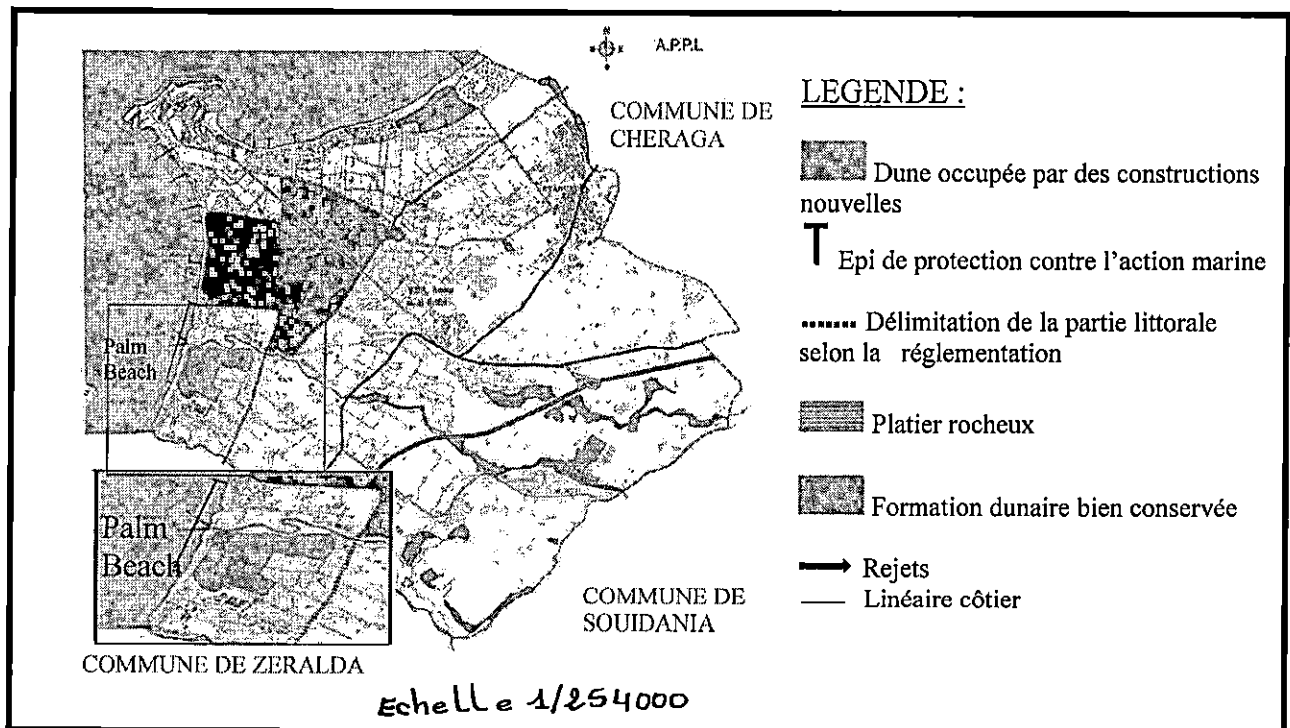 N
A.P.P.L
COMMUNE DE
CHERAGA
Palm
Beach
Palm
Beach
COMMUNE DE ZERALDA
COMMUNE DE
SOUIDANIA
Echelle 1/254000
LEGENDE :
Dune occupée par des constructions
nouvelles
Epi de protection contre l'action marine
Délimitation de la partie littorale
selon la réglementation
Platier rocheux
Formation dunaire bien conservée
Rejets
Linéaire côtier